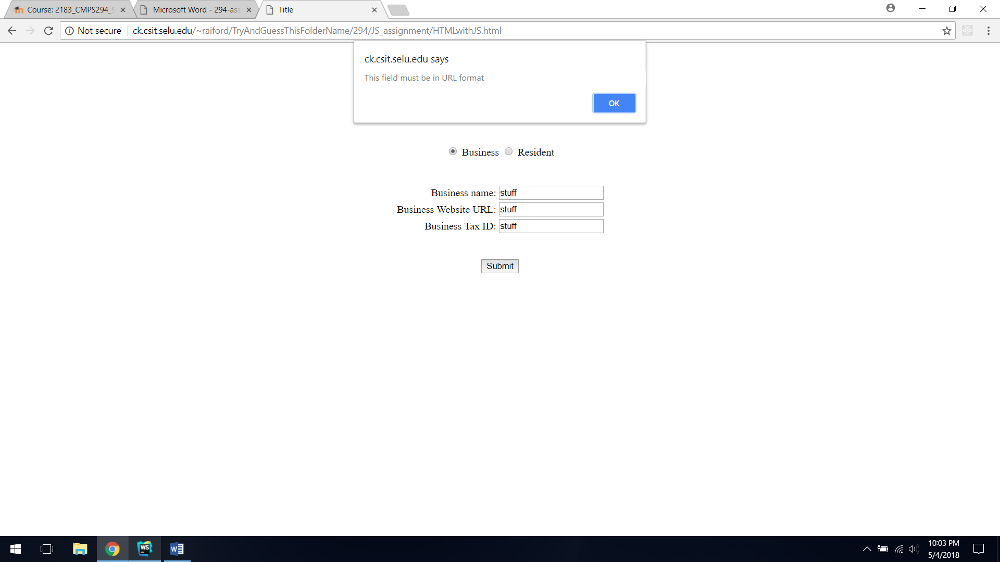 Course: 2183_CMPS294_
Microsoft Word - 294-ass
Title
Not secure
ck.csit.selu.edu/~raiford/TryAndGuessThisFolderName/294/JS_assignment/HTMLwithJS.html
ck.csit.selu.edu says
This field must be in URL format
OK
Business Resident
Business name: stuff
Business Website URL: stuff
Business Tax ID: stuff
Submit
WS
W
10:03 PM
5/4/2018